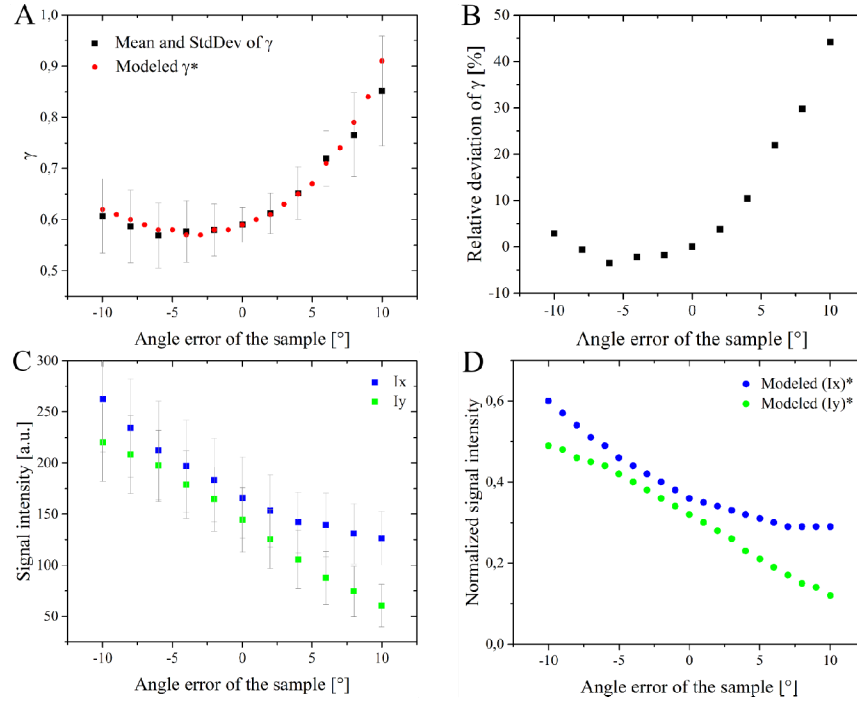 A
1,0
0,9
0,8
0,7
0,6
0,5
γ
Mean and StdDev of γ
Modeled γ*
-10 -5 0 5 10
Angle error of the sample [°]
B
50
45
40
30
20
10
0
-10
Relative deviation of γ [%]
-10 -5 0 5 10
Angle error of the sample [°]
C
300
250
200
150
100
50
Signal intensity [a.u.]
Ix
Iy
-10 -5 0 5 10
Angle error of the sample [°]
D
0,6
0,4
0,2
0,0
Normalized signal intensity
Modeled (Ix)*
Modeled (Iy)*
-10 -5 0 5 10
Angle error of the sample [°]